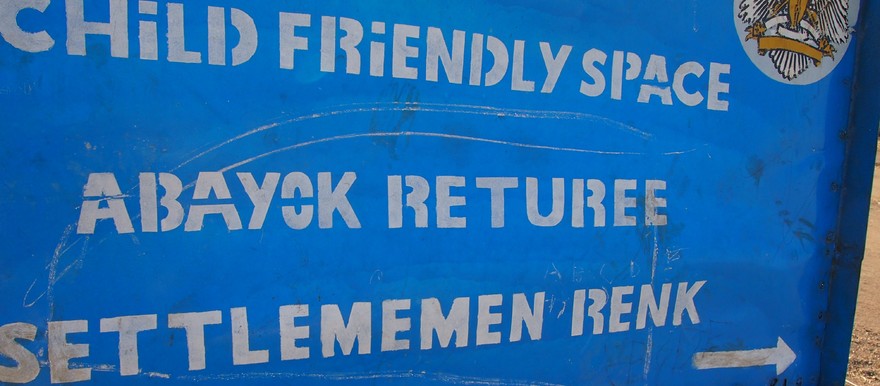 CHiLD FRiENDLY SPACE
ABAYOK RETUREE
SETTLEMEMEN RENK